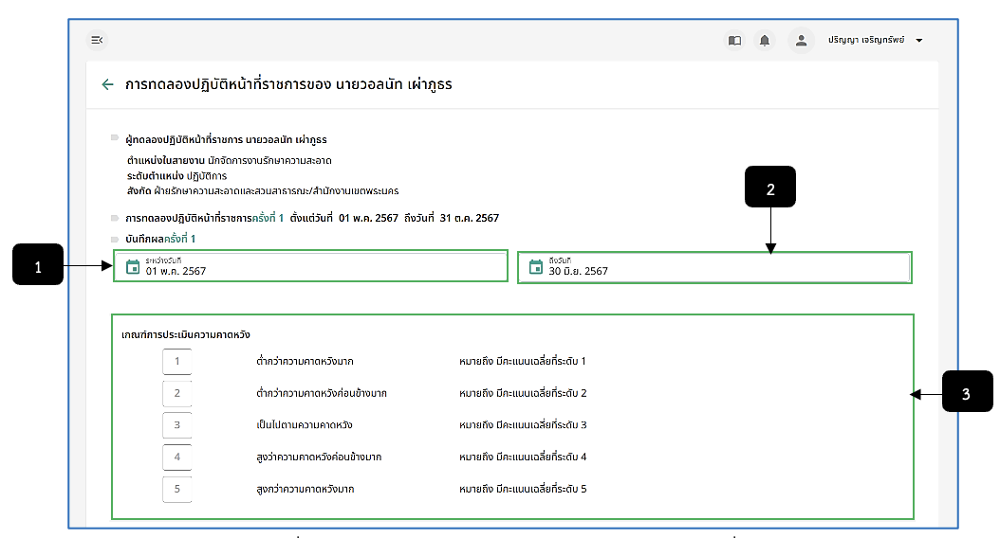 ปริญญา เจริญทรัพย์
การทดลองปฏิบัติหน้าที่ราชการของ นายวอลนัท เผ่าภูธร
ผู้ทดลองปฏิบัติหน้าที่ราชการ นายวอลนัท เผ่าภูธร
ตำแหน่งในสายงาน นักจัดการงานรักษาความสะอาด
ระดับตำแหน่ง ปฏิบัติการ
สังกัด ฝ่ายรักษาความสะอาดและสวนสาธารณะ/สำนักงานเขตพระนคร
2
การทดลองปฏิบัติหน้าที่ราชการครั้งที่ 1 ตั้งแต่วันที่ 01 พ.ค. 2567 ถึงวันที่ 31 ต.ค. 2567
บันทึกผลครั้งที่ 1
1
ระหว่างวันที่
01 พ.ค. 2567
ถึงวันที่
30 มิ.ย. 2567
เกณฑ์การประเมินความคาดหวัง
1 ต่ำกว่าความคาดหวังมาก หมายถึง มีคะแนนเฉลี่ยที่ระดับ 1
2 ต่ำกว่าความคาดหวังค่อนข้างมาก หมายถึง มีคะแนนเฉลี่ยที่ระดับ 2
3
3 เป็นไปตามความคาดหวัง หมายถึง มีคะแนนเฉลี่ยที่ระดับ 3
4 สูงว่าความคาดหวังค่อนข้างมาก หมายถึง มีคะแนนเฉลี่ยที่ระดับ 4
5 สูงกว่าความคาดหวังมาก หมายถึง มีคะแนนเฉลี่ยที่ระดับ 5